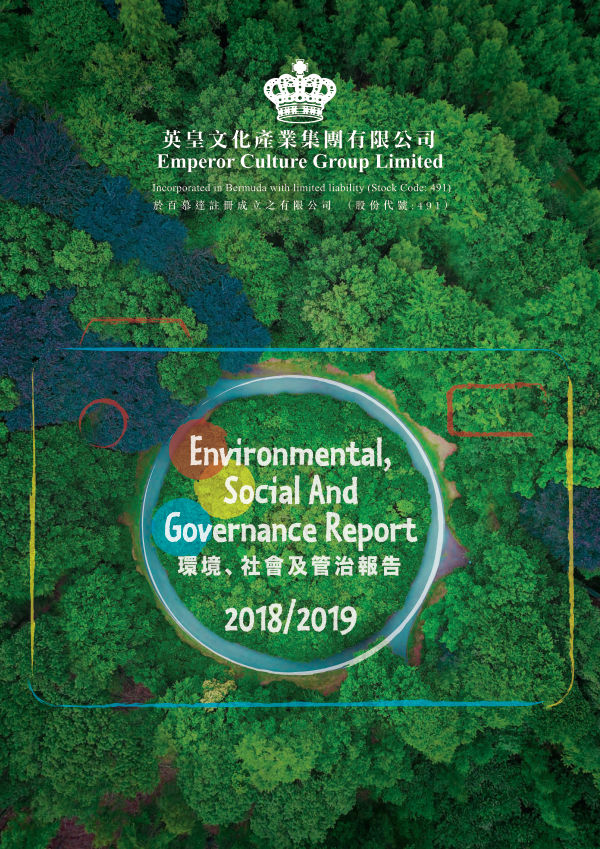 英皇文化產業集團有限公司
Emperor Culture Group Limited
Incorporated in Bermuda with limited liability (Stock Code: 491)
於百慕達註冊成立之有限公司 （股份代號:491）
Environmental,
Social And
Governance Report
環境、社會及管治報告
2018/2019